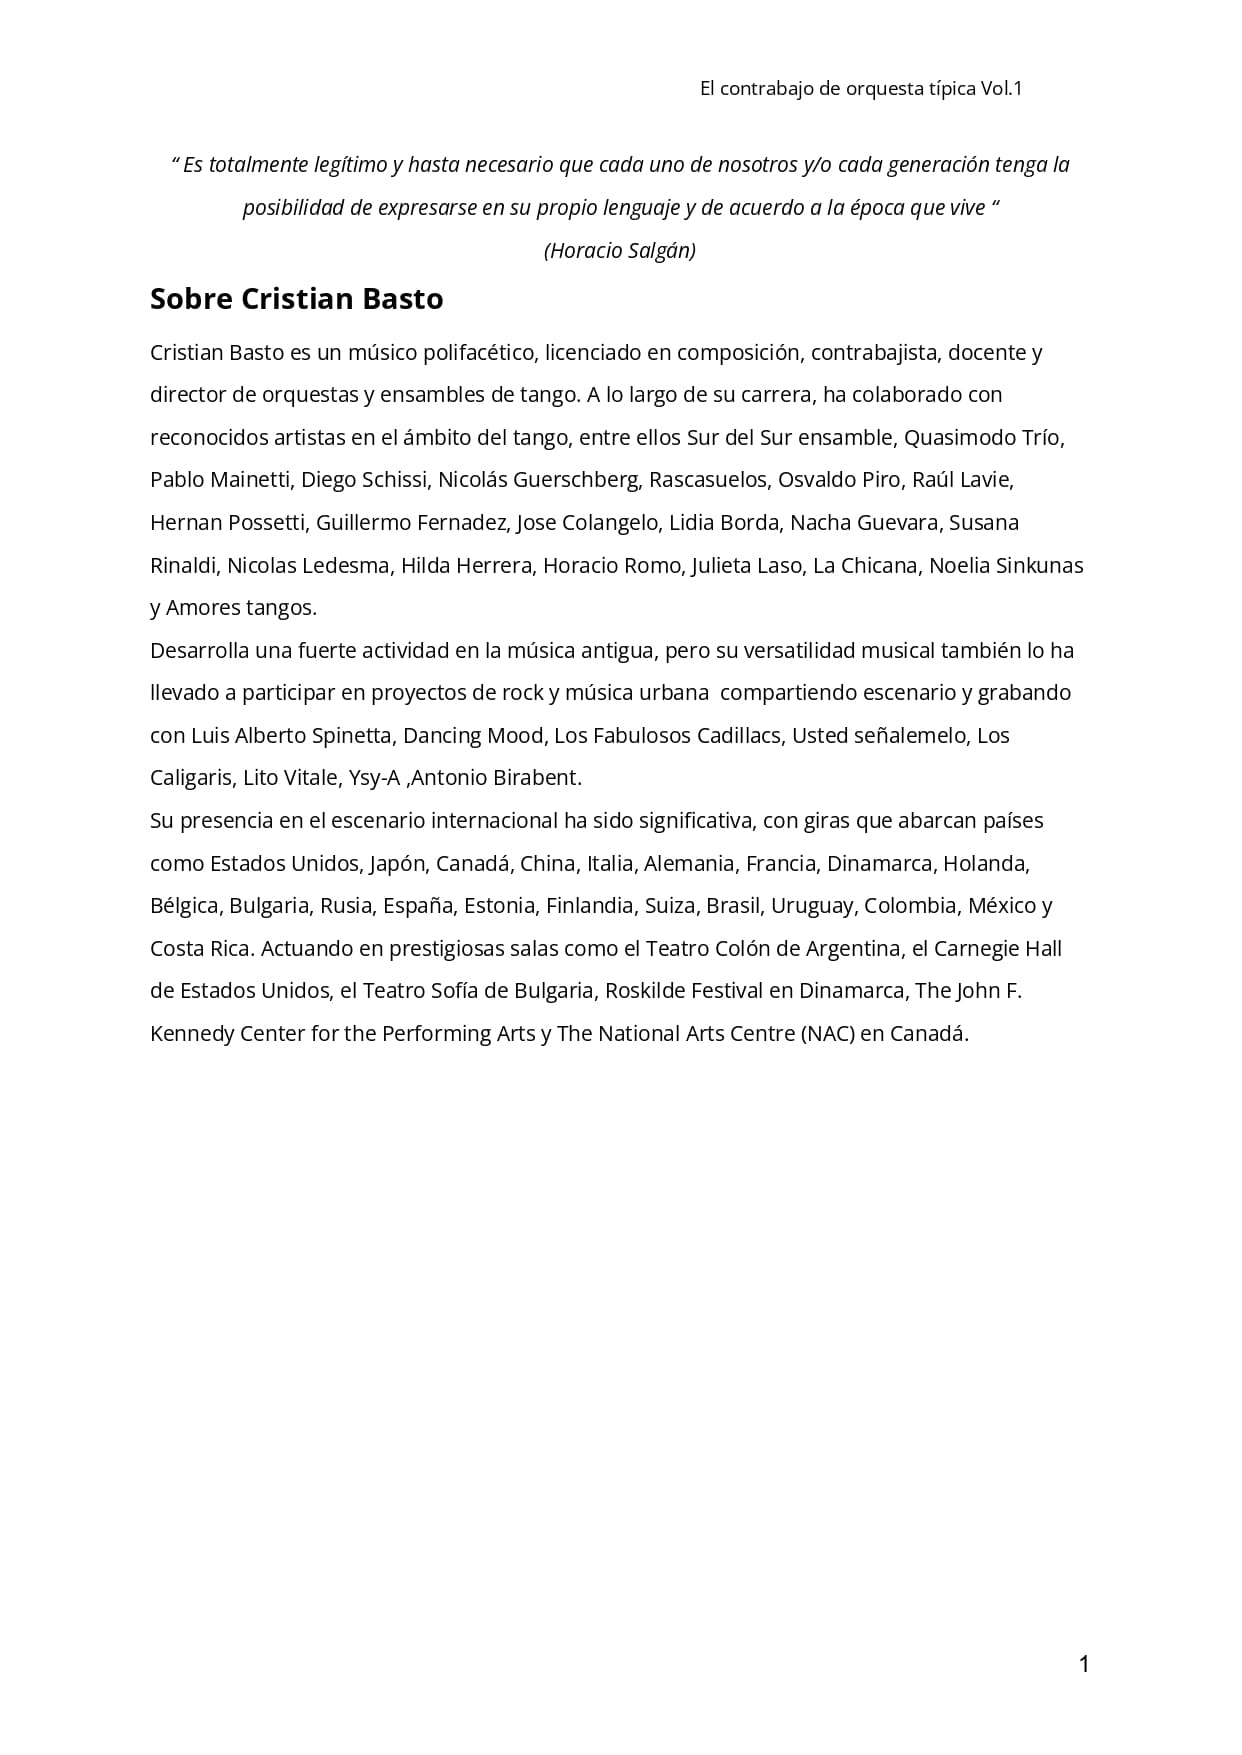 El contrabajo de orquesta típica Vol.1
“ Es totalmente legítimo y hasta necesario que cada uno de nosotros y/o cada generación tenga la
posibilidad de expresarse en su propio lenguaje y de acuerdo a la época que vive “
(Horacio Salgán)
Sobre Cristian Basto
Cristian Basto es un músico polifacético, licenciado en composición, contrabajista, docente y
director de orquestas y ensambles de tango. A lo largo de su carrera, ha colaborado con
reconocidos artistas en el ámbito del tango, entre ellos Sur del Sur ensamble, Quasimodo Trío,
Pablo Mainetti, Diego Schissi, Nicolás Guerschberg, Rascasuelos, Osvaldo Piro, Raúl Lavie,
Hernan Possetti, Guillermo Fernadez, Jose Colangelo, Lidia Borda, Nacha Guevara, Susana
Rinaldi, Nicolas Ledesma, Hilda Herrera, Horacio Romo, Julieta Laso, La Chicana, Noelia Sinkunas
y Amores tangos.
Desarrolla una fuerte actividad en la música antigua, pero su versatilidad musical también lo ha
llevado a participar en proyectos de rock y música urbana  compartiendo escenario y grabando
con Luis Alberto Spinetta, Dancing Mood, Los Fabulosos Cadillacs, Usted señalemelo, Los
Caligaris, Lito Vitale, Ysy-A ,Antonio Birabent.
Su presencia en el escenario internacional ha sido significativa, con giras que abarcan países
como Estados Unidos, Japón, Canadá, China, Italia, Alemania, Francia, Dinamarca, Holanda,
Bélgica, Bulgaria, Rusia, España, Estonia, Finlandia, Suiza, Brasil, Uruguay, Colombia, México y
Costa Rica. Actuando en prestigiosas salas como el Teatro Colón de Argentina, el Carnegie Hall
de Estados Unidos, el Teatro Sofía de Bulgaria, Roskilde Festival en Dinamarca, The John F.
Kennedy Center for the Performing Arts y The National Arts Centre (NAC) en Canadá.
1